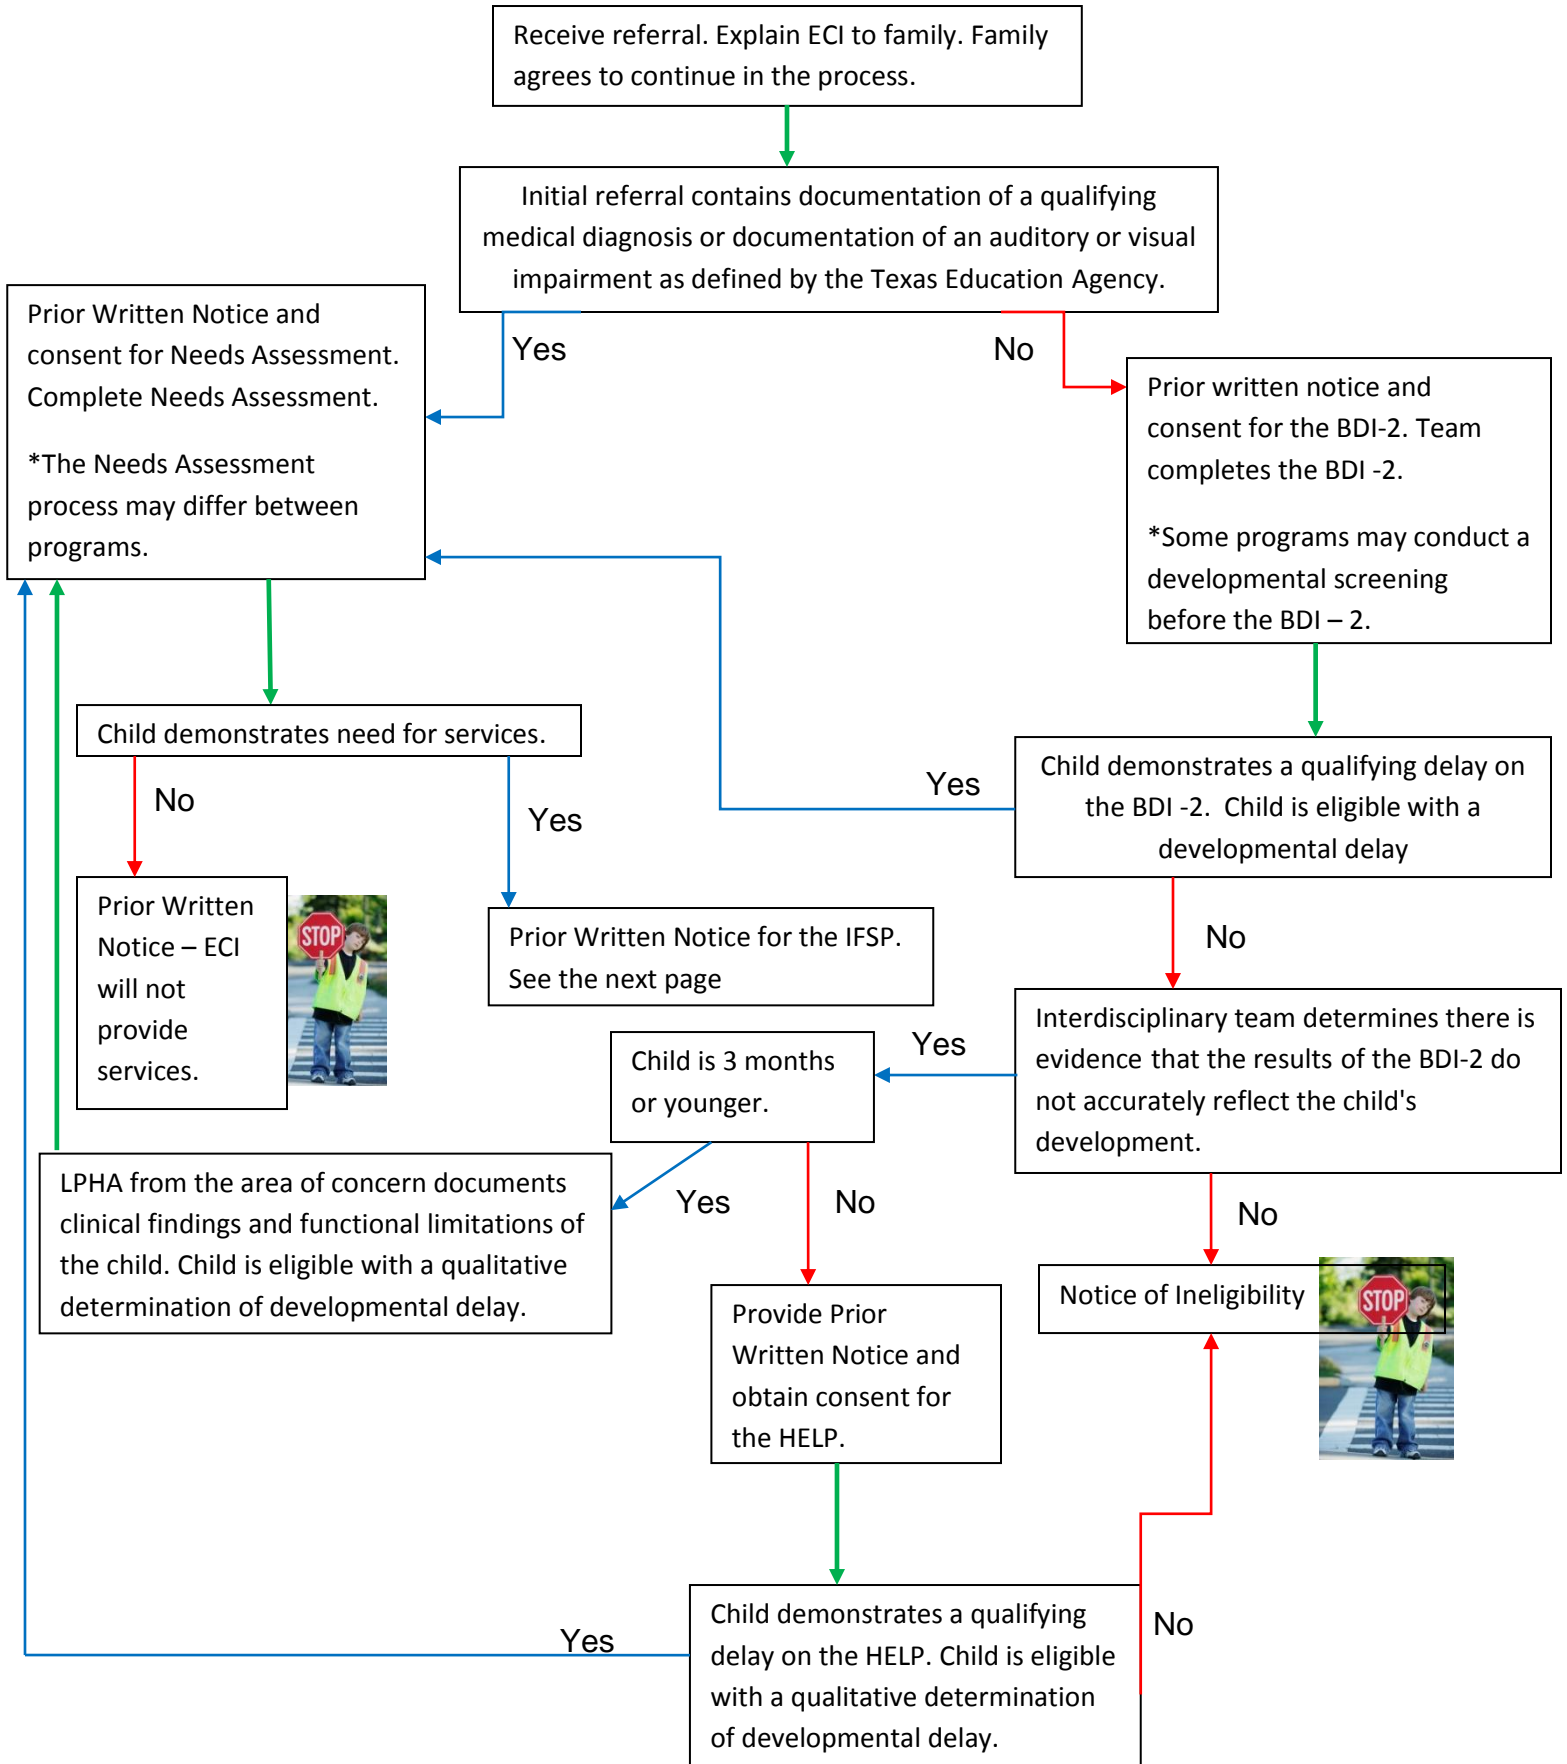 Receive referral. Explain ECI to family. Family
agrees to continue in the process.
Initial referral contains documentation of a qualifying
medical diagnosis or documentation of an auditory or visual
impairment as defined by the Texas Education Agency.
Yes
No
Prior Written Notice and
consent for Needs Assessment.
Complete Needs Assessment.
*The Needs Assessment
process may differ between
programs.
Prior written notice and
consent for the BDI-2. Team
completes the BDI -2.
*Some programs may conduct a
developmental screening
before the BDI – 2.
Child demonstrates need for services.
No
Yes
Yes
Child demonstrates a qualifying delay on
the BDI -2.  Child is eligible with a
developmental delay
No
Prior Written
Notice – ECI
will not
provide
services.
STOP
Prior Written Notice for the IFSP.
See the next page
Interdisciplinary team determines there is
evidence that the results of the BDI-2 do
not accurately reflect the child's
development.
Yes
Child is 3 months
or younger.
Yes
No
No
LPHA from the area of concern documents
clinical findings and functional limitations of
the child. Child is eligible with a qualitative
determination of developmental delay.
Notice of Ineligibility
STOP
Provide Prior
Written Notice and
obtain consent for
the HELP.
Yes
Child demonstrates a qualifying
delay on the HELP. Child is eligible
with a qualitative determination
of developmental delay.
No